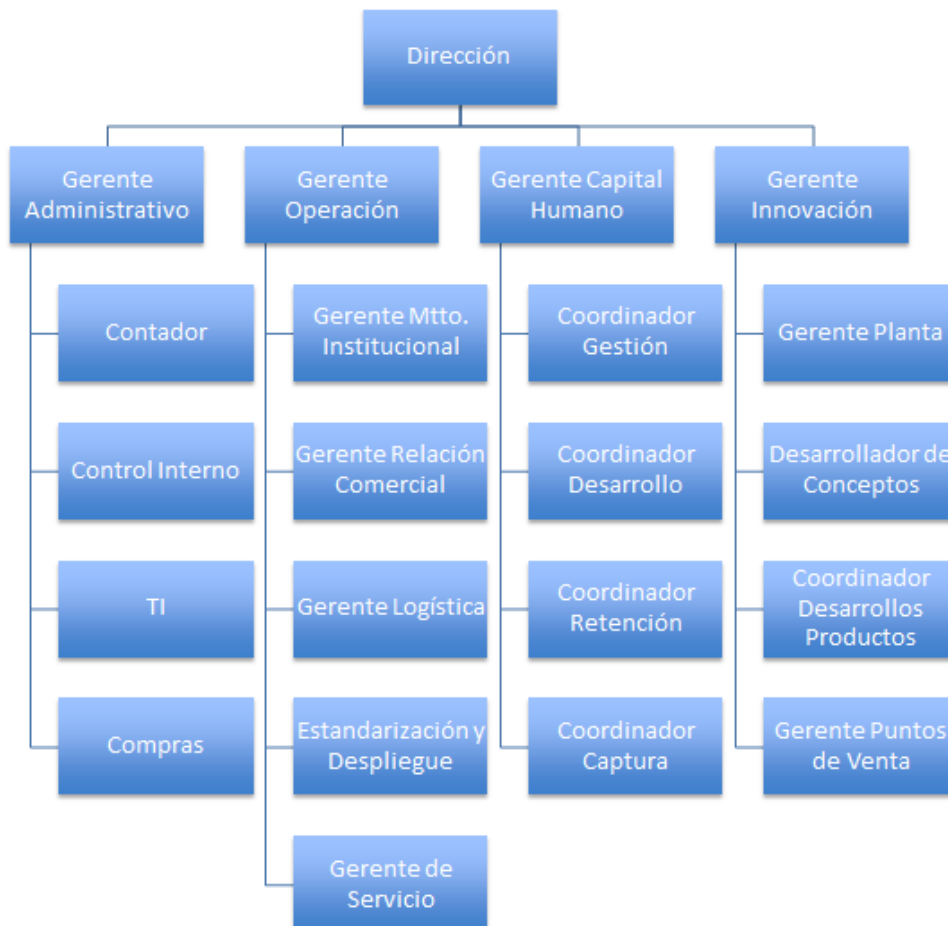 Dirección
Gerente
Administrativo
Gerente
Operación
Gerente Capital
Humano
Gerente
Innovación
Contador
Gerente Mtto.
Institucional
Coordinador
Gestión
Gerente Planta
Control Interno
Gerente Relación
Comercial
Coordinador
Desarrollo
Desarrollador de
Conceptos
TI
Gerente Logística
Coordinador
Retención
Coordinador
Desarrollos
Productos
Compras
Estandarización y
Despliegue
Coordinador
Captura
Gerente Puntos
de Venta
Gerente de
Servicio